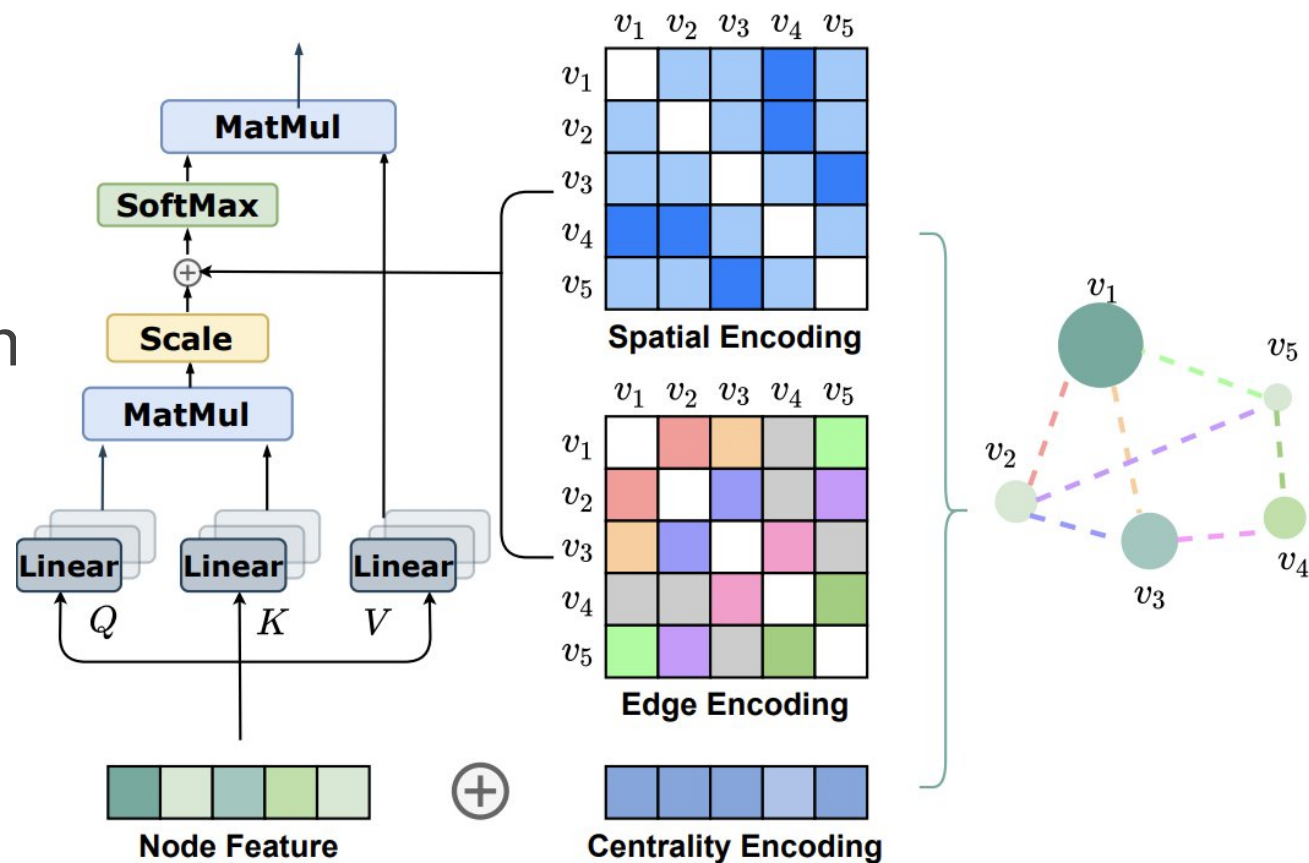 MatMul
SoftMax
+
Scale
MatMul
Linear Linear Linear
Q K V
Node Feature
+
n
v₁ v₂ v₃ v₄ v₅
v₁
v₂
v₃
v₄
v₅
Spatial Encoding
v₁ v₂ v₃ v₄ v₅
v₁
v₂
v₃
v₄
v₅
Edge Encoding
Centrality Encoding
v₁
v₅
v₂
v₄
v₃